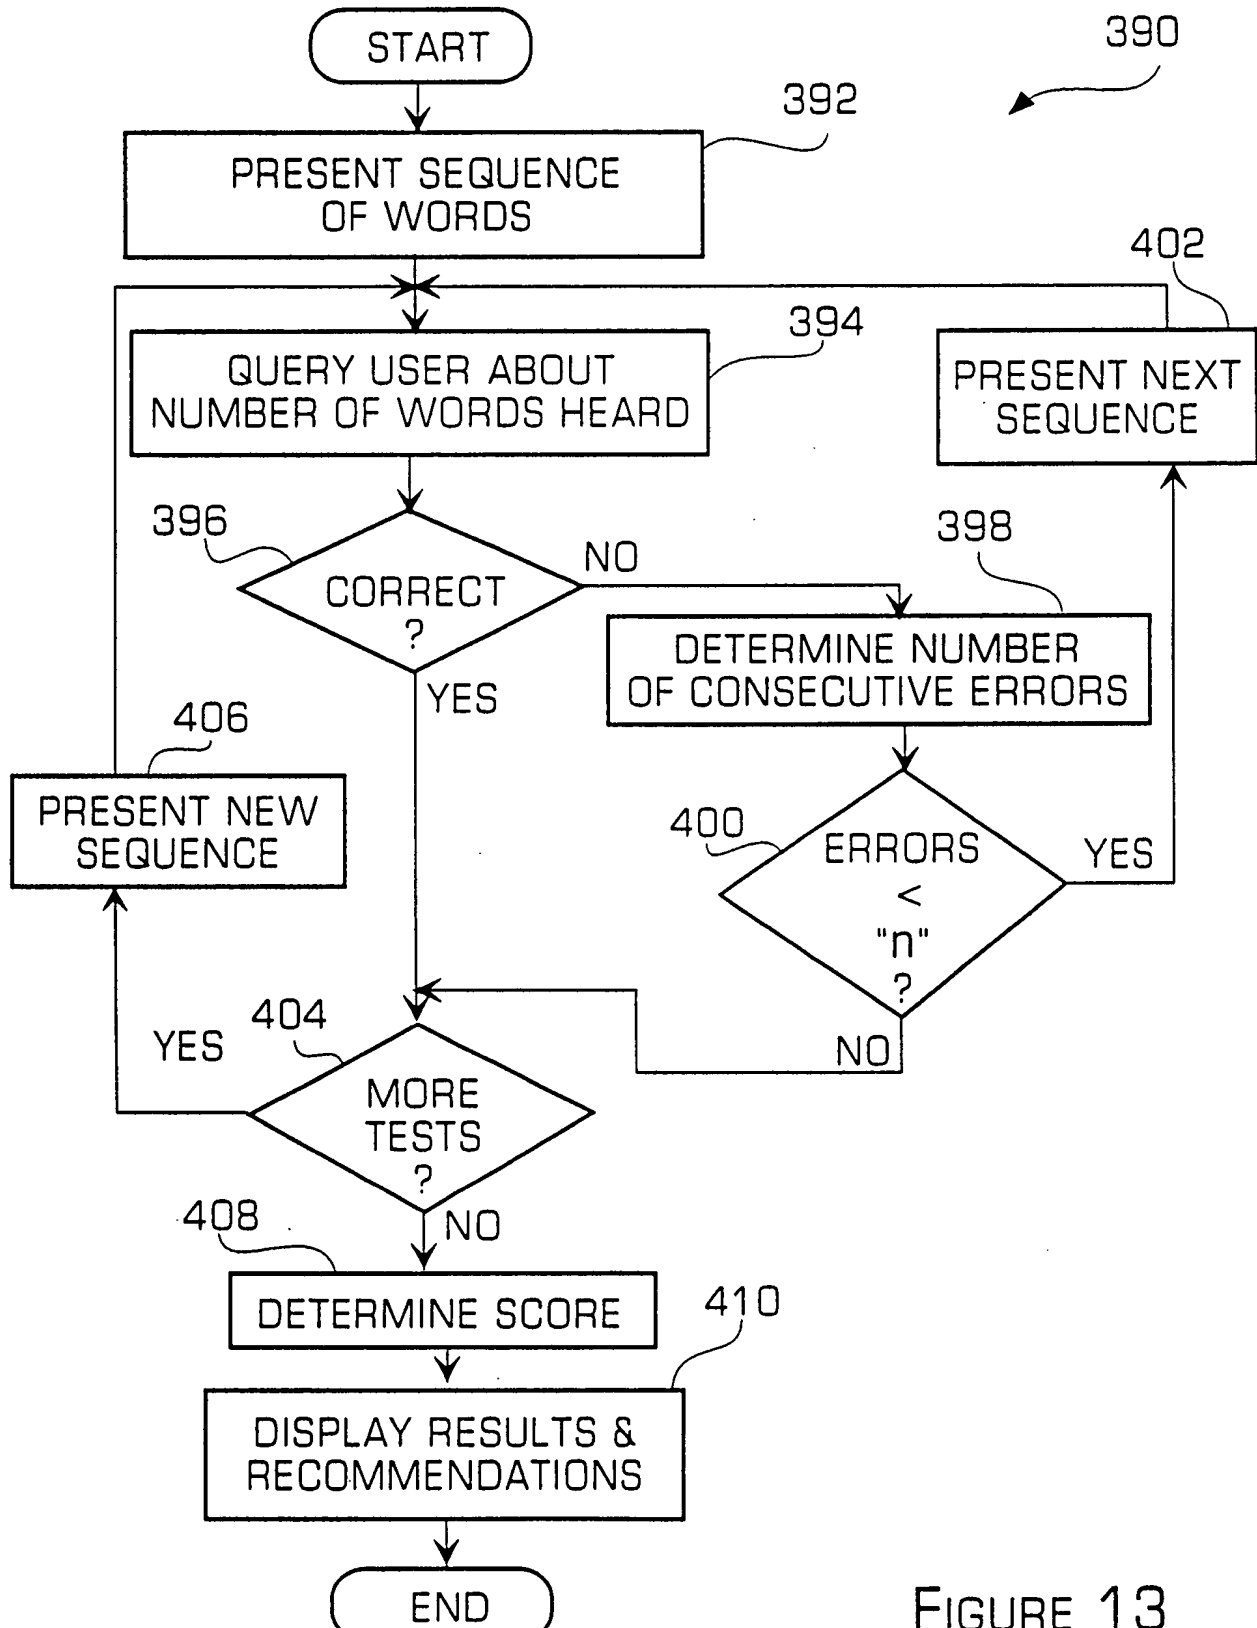 START
390
392
PRESENT SEQUENCE
OF WORDS
402
394
QUERY USER ABOUT
NUMBER OF WORDS HEARD
PRESENT NEXT
SEQUENCE
396
NO
398
CORRECT
?
DETERMINE NUMBER
OF CONSECUTIVE ERRORS
YES
406
PRESENT NEW
SEQUENCE
400
ERRORS
<
"n"
?
YES
404
YES
NO
MORE
TESTS
?
408
NO
DETERMINE SCORE
410
DISPLAY RESULTS &
RECOMMENDATIONS
END
FIGURE 13